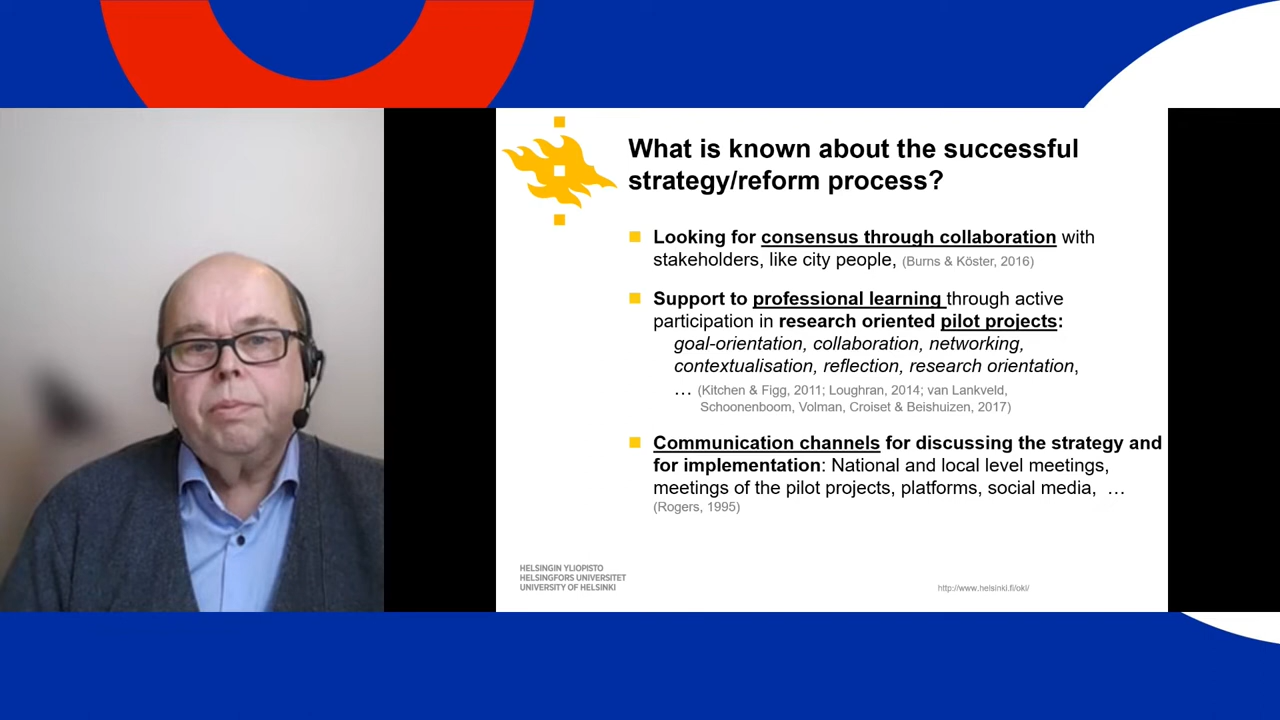 What is known about the successful
strategy/reform process?
Looking for consensus through collaboration with
stakeholders, like city people, (Burns & Köster, 2016)
Support to professional learning through active
participation in research oriented pilot projects:
goal-orientation, collaboration, networking,
contextualisation, reflection, research orientation,
… (Kitchen & Figg, 2011; Loughran, 2014; van Lankveld,
Schoonenboom, Volman, Croiset & Beishuizen, 2017)
Communication channels for discussing the strategy and
for implementation: National and local level meetings,
meetings of the pilot projects, platforms, social media, …
(Rogers, 1995)
HELSINGIN YLIOPISTO
HELSINGFORS UNIVERSITET
UNIVERSITY OF HELSINKI
http://www.helsinki.fi/okl/